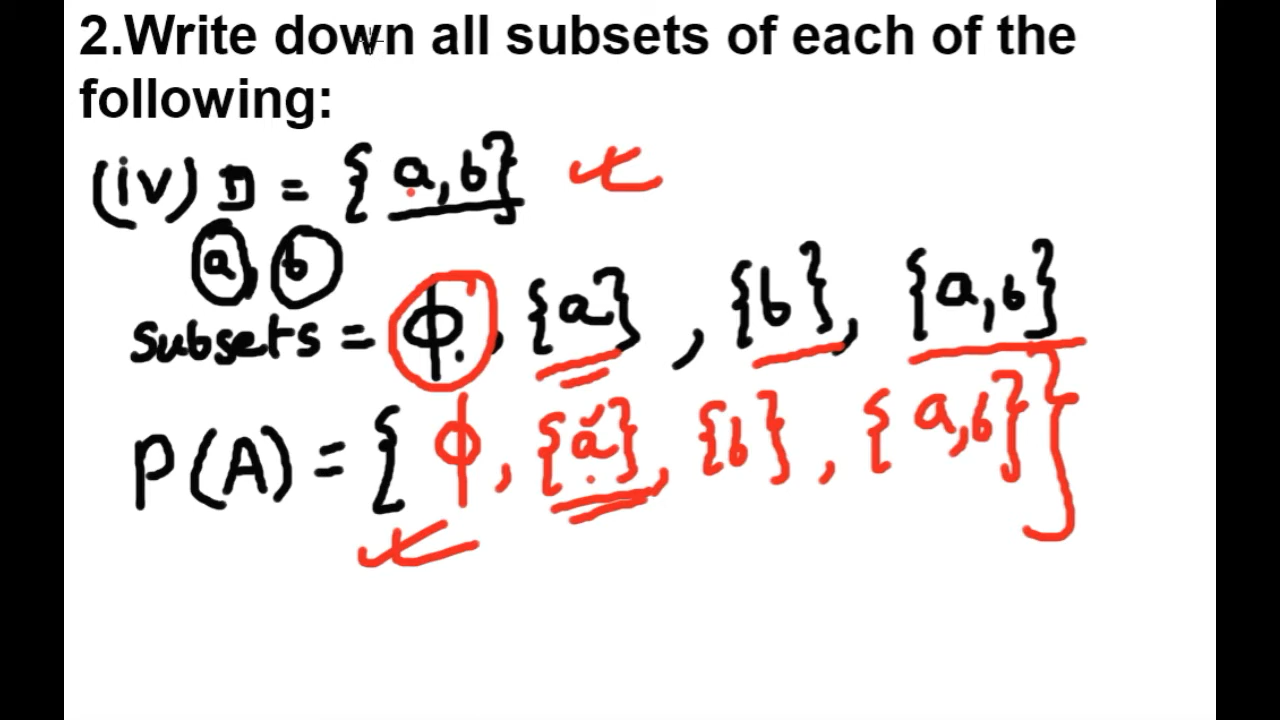 2.Write down all subsets of each of the
following:
(iv) D = {a,b}
a, b
subsets = ϕ, {a}, {b}, {a,b}
P(A) = { ϕ, {a}, {b}, {a,b}}